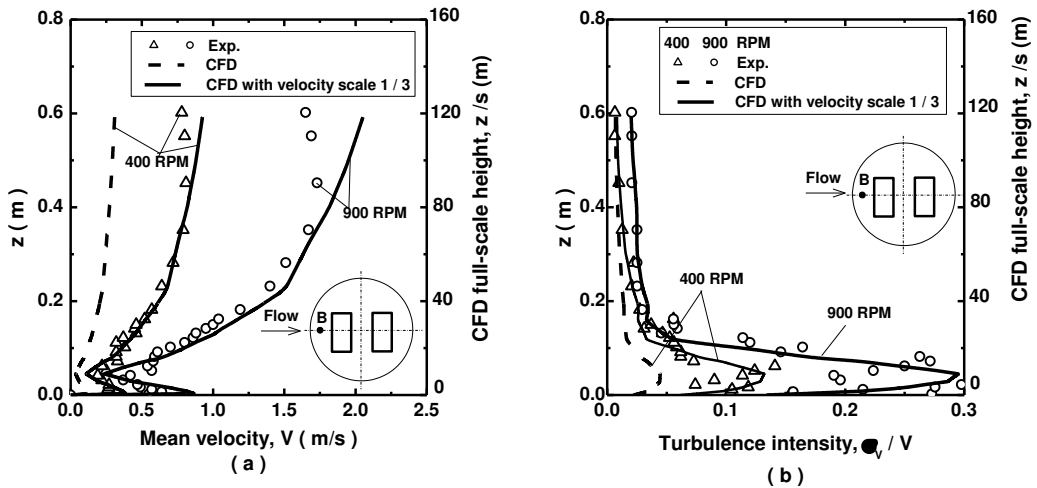 0.8
0.6
0.4
0.2
0.0
z ( m )
160
120
80
40
0
CFD full-scale height, z /s (m)
Exp.
CFD
CFD with velocity scale 1 / 3
400 RPM
900 RPM
Flow
B
0.0 0.5 1.0 1.5 2.0 2.5
Mean velocity, V ( m/s )
( a )
0.8
0.6
0.4
0.2
0.0
z ( m )
160
120
80
40
0
CFD full-scale height, z /s (m)
400 900 RPM
Exp.
CFD
CFD with velocity scale 1 / 3
Flow
B
400 RPM
900 RPM
0.0 0.1 0.2 0.3
Turbulence intensity, σv / V
( b )